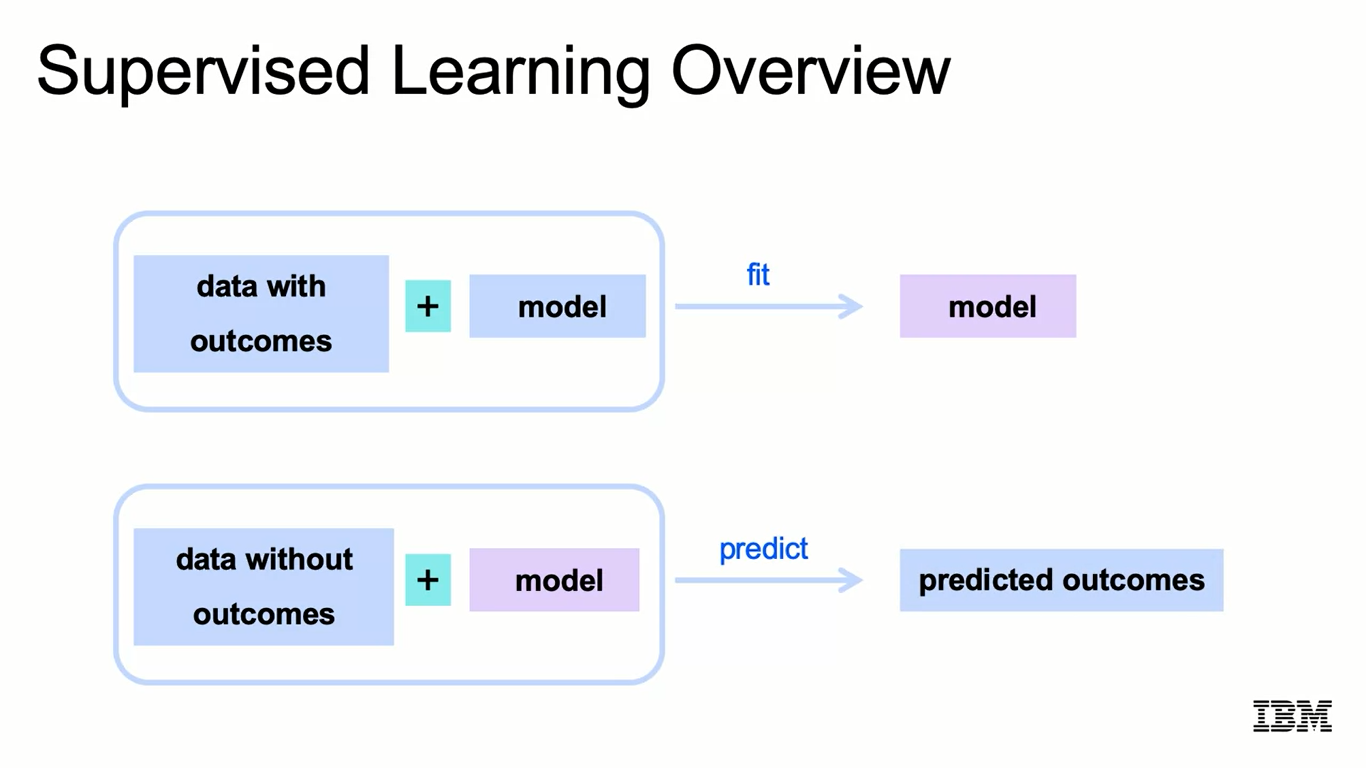 Supervised Learning Overview
data with
outcomes
+
model
fit
model
data without
outcomes
+
model
predict
predicted outcomes
IBM